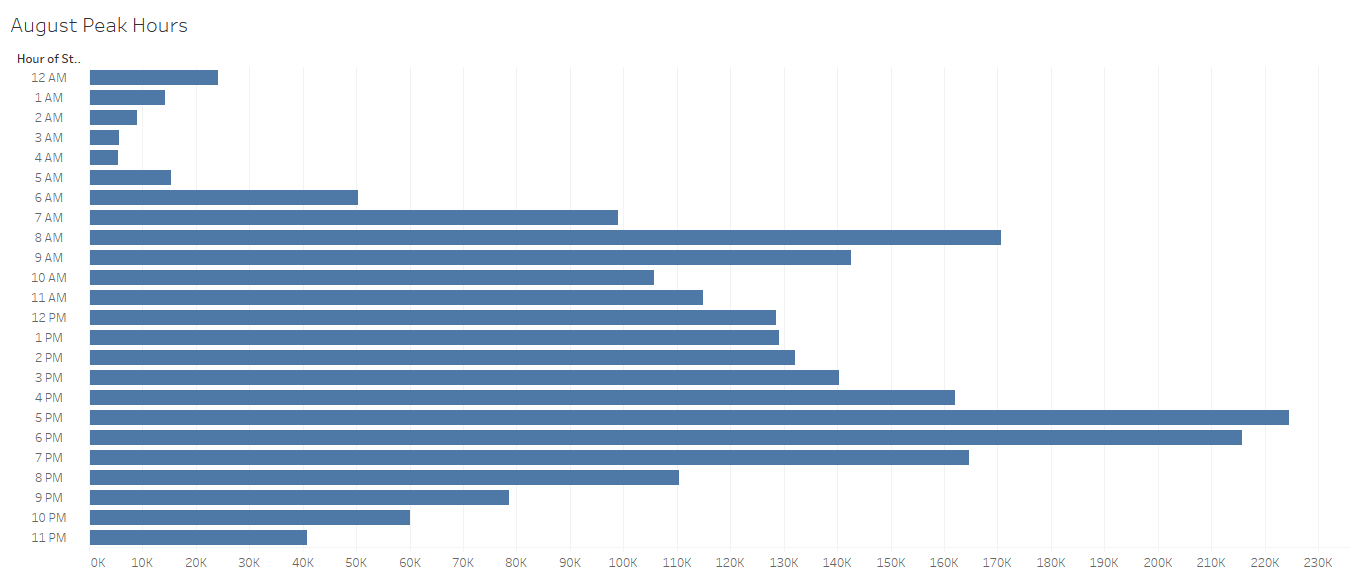 August Peak Hours
Hour of St..
12 AM
1 AM
2 AM
3 AM
4 AM
5 AM
6 AM
7 AM
8 AM
9 AM
10 AM
11 AM
12 PM
1 PM
2 PM
3 PM
4 PM
5 PM
6 PM
7 PM
8 PM
9 PM
10 PM
11 PM
0K 10K 20K 30K 40K 50K 60K 70K 80K 90K 100K 110K 120K 130K 140K 150K 160K 170K 180K 190K 200K 210K 220K 230K